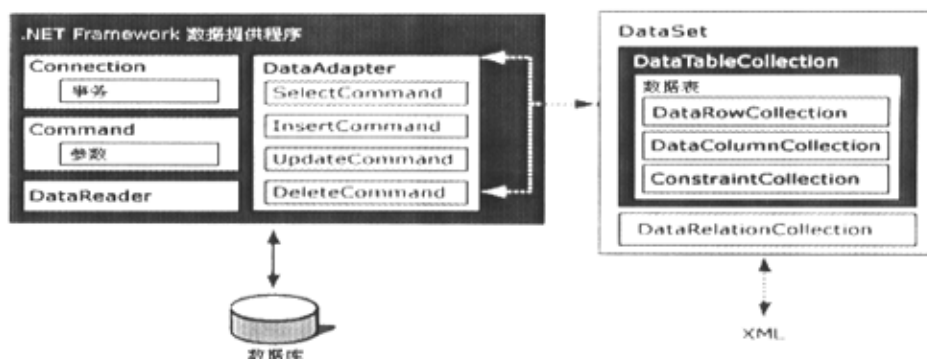 .NET Framework 数据提供程序
Connection
事务
Command
参数
DataReader
DataAdapter
SelectCommand
InsertCommand
UpdateCommand
DeleteCommand
数据库
DataSet
DataTableCollection
数据表
DataRowCollection
DataColumnCollection
ConstraintCollection
DataRelationCollection
XML